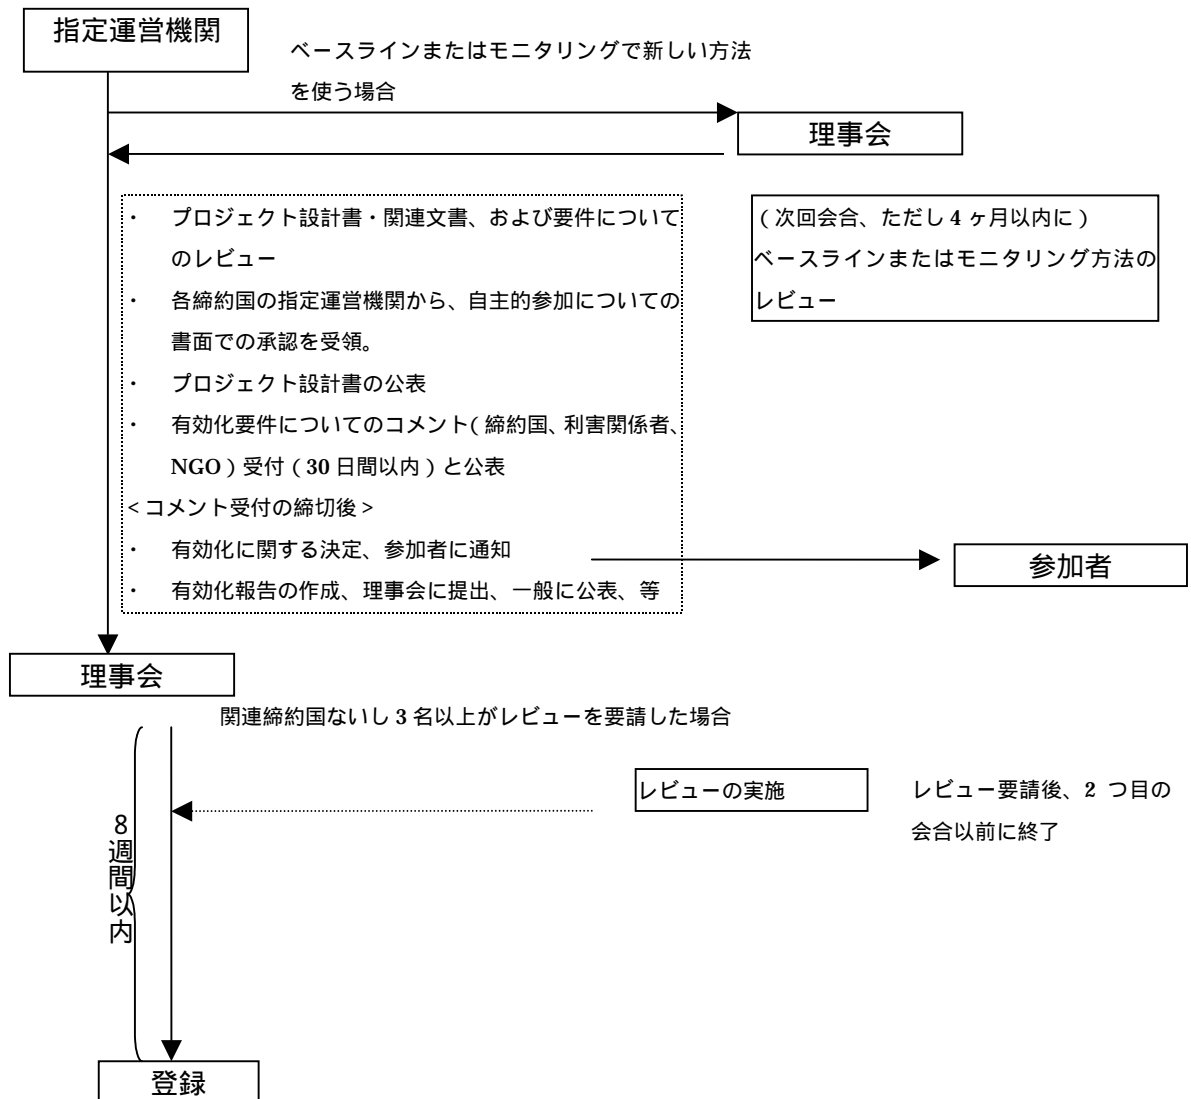 指定運営機関
ベースラインまたはモニタリングで新しい方法
を使う場合
理事会
・ プロジェクト設計書・関連文書、および要件について
のレビュー
・ 各締約国の指定運営機関から、自主的参加についての
書面での承認を受領。
・ プロジェクト設計書の公表
・ 有効化要件についてのコメント(締約国、利害関係者、
NGO)受付(30日間以内)と公表
<コメント受付の締切後>
・ 有効化に関する決定、参加者に通知
・ 有効化報告の作成、理事会に提出、一般に公表、等
(次回会合、ただし4ヶ月以内に)
ベースラインまたはモニタリング方法の
レビュー
参加者
理事会
関連締約国ないし3名以上がレビューを要請した場合
レビューの実施
レビュー要請後、2つ目の
会合以前に終了
8週間以内
登録